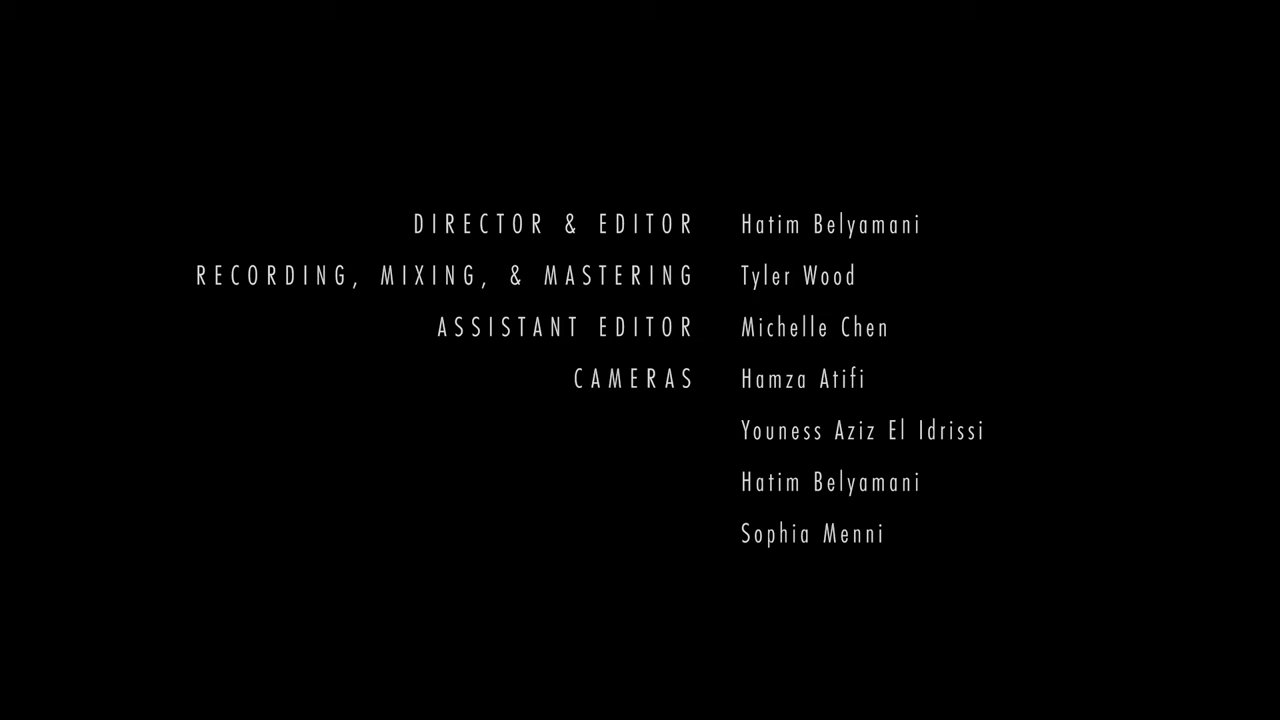 DIRECTOR & EDITOR Hatim Belyamani
RECORDING, MIXING, & MASTERING Tyler Wood
ASSISTANT EDITOR Michelle Chen
CAMERAS Hamza Atifi
Youness Aziz El Idrissi
Hatim Belyamani
Sophia Menni